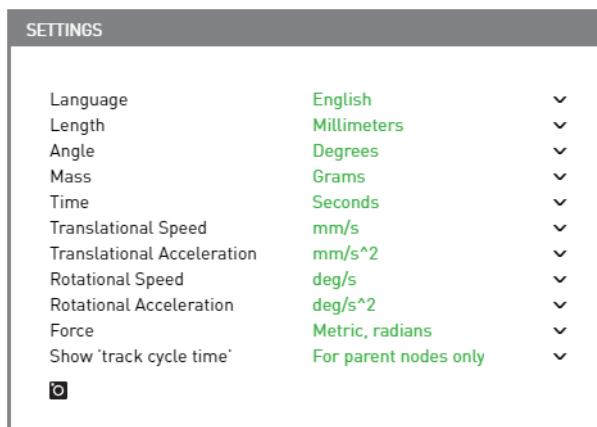 SETTINGS
Language English
Length Millimeters
Angle Degrees
Mass Grams
Time Seconds
Translational Speed mm/s
Translational Acceleration mm/s^2
Rotational Speed deg/s
Rotational Acceleration deg/s^2
Force Metric, radians
Show 'track cycle time' For parent nodes only